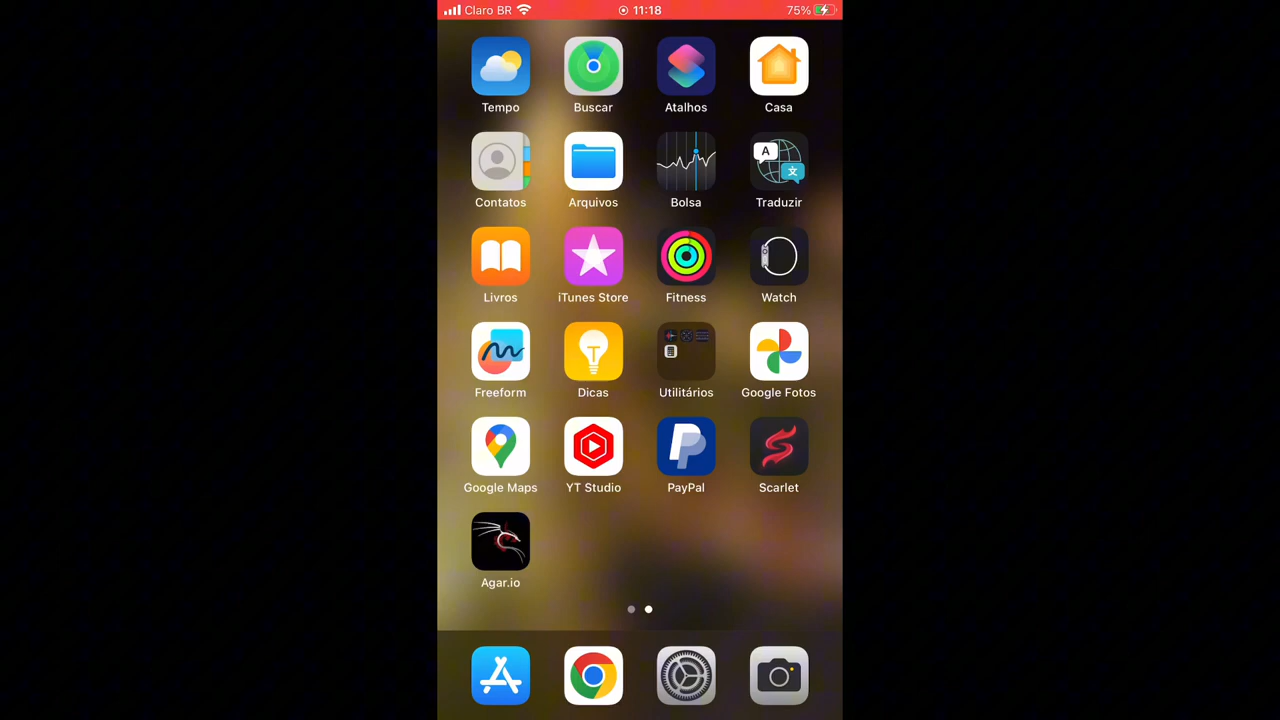 Claro BR 11:18 75%
Tempo Buscar Atalhos Casa
A 文
Contatos Arquivos Bolsa Traduzir
Livros iTunes Store Fitness Watch
Freeform Dicas Utilitários Google Fotos
Google Maps YT Studio PayPal Scarlet
Agar.io